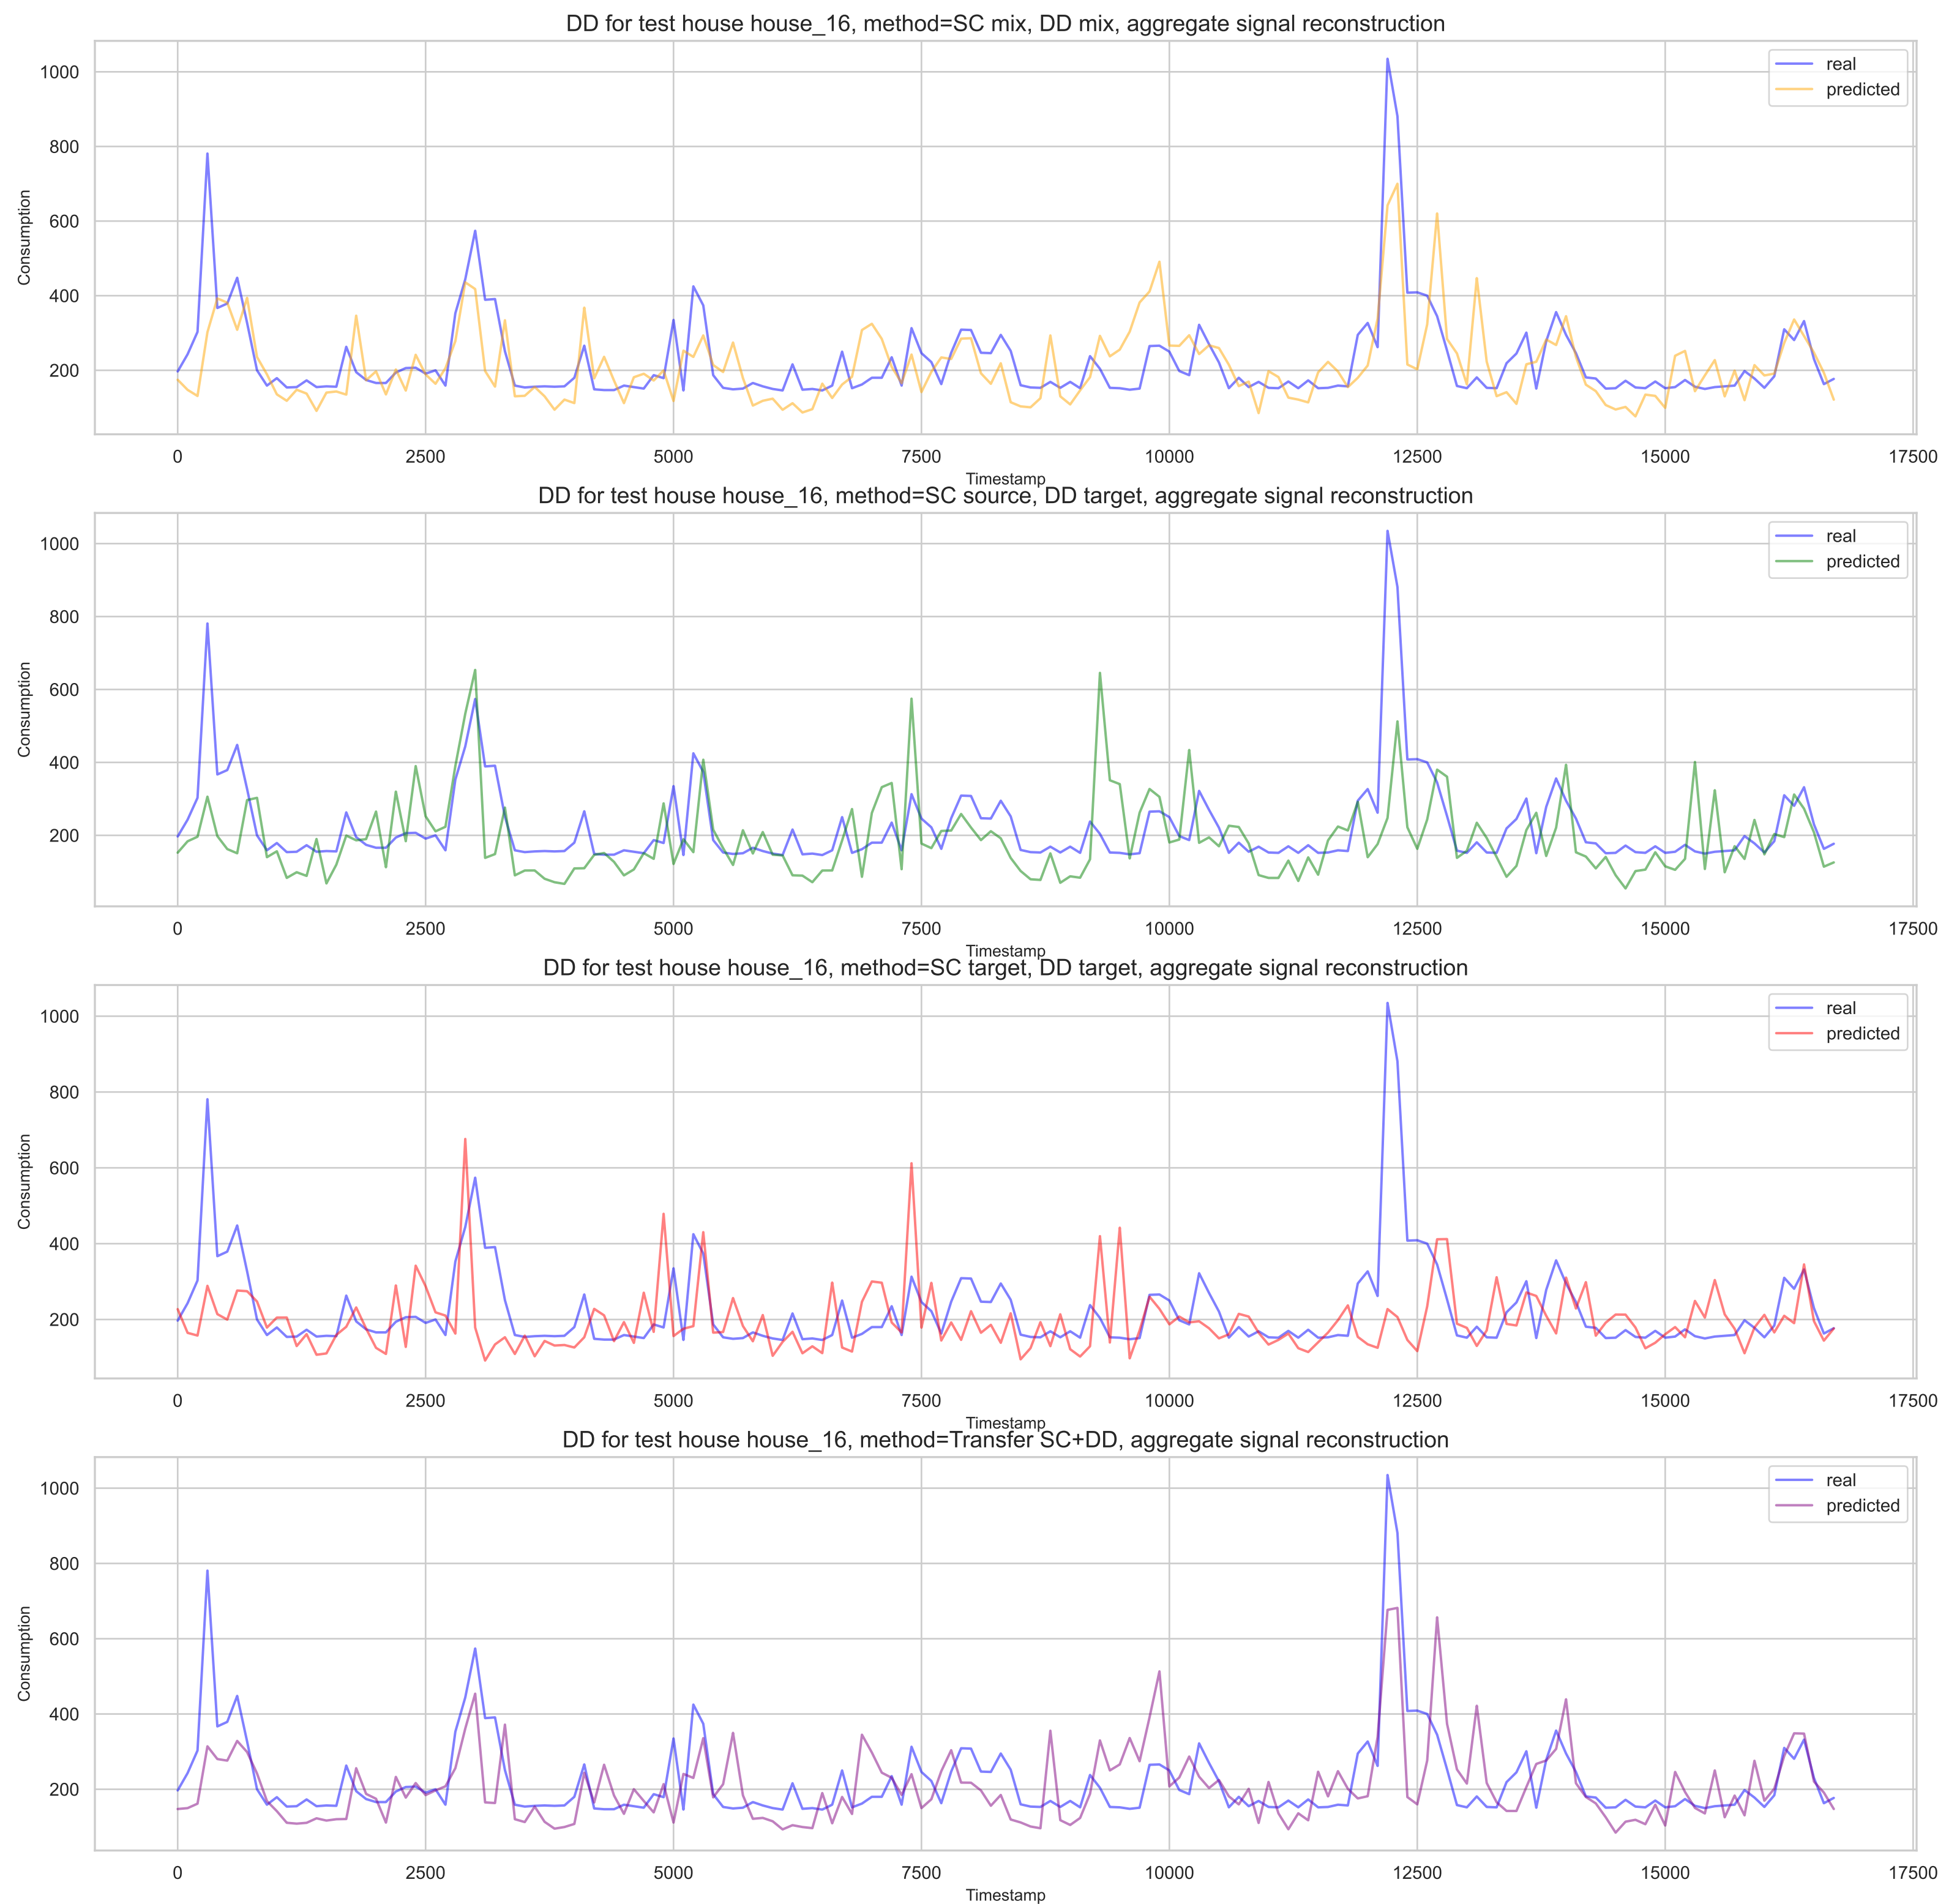 DD for test house house_16, method=SC mix, DD mix, aggregate signal reconstruction
real
predicted
1000
800
600
400
200
Consumption
0 2500 5000 7500 10000 12500 15000 17500
Timestamp
DD for test house house_16, method=SC source, DD target, aggregate signal reconstruction
real
predicted
1000
800
600
400
200
Consumption
0 2500 5000 7500 10000 12500 15000 17500
Timestamp
DD for test house house_16, method=SC target, DD target, aggregate signal reconstruction
real
predicted
1000
800
600
400
200
Consumption
0 2500 5000 7500 10000 12500 15000 17500
Timestamp
DD for test house house_16, method=Transfer SC+DD, aggregate signal reconstruction
real
predicted
1000
800
600
400
200
Consumption
0 2500 5000 7500 10000 12500 15000 17500
Timestamp